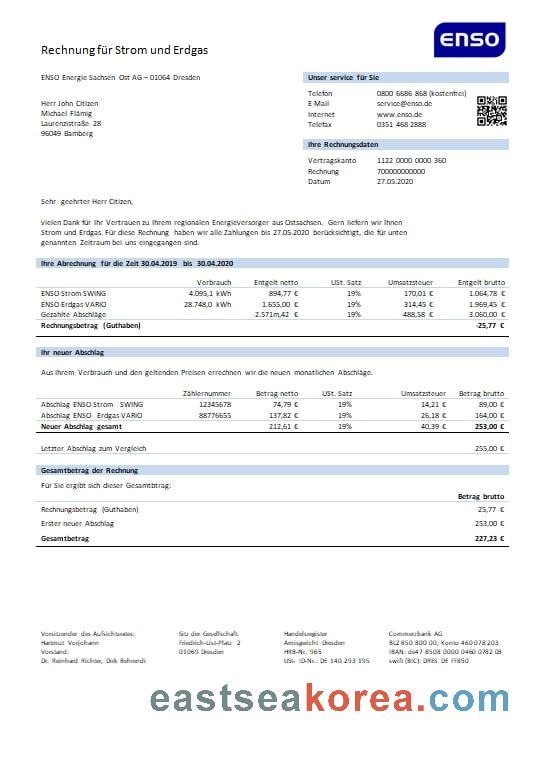 enso
Rechnung für Strom und Erdgas
ENSO Energie Sachsen Ost AG – 01064 Dresden
Unser service für Sie
Telefon 0800 6686 868 (kostenfrei)
E-Mail service@enso.de
Internet www.enso.de
Telefax 0351 468 2888
Herr John Citizen
Michael Flämig
Laurenzistraße 28
96049 Bamberg
Ihre Rechnungsdaten
Vertragskanto 1122 0000 0000 360
Rechnung 700000000000
Datum 27.05.2020
Sehr geehrter Herr Citizen,
vielen Dank für Ihr Vertrauen zu Ihrem regionalen Energieversorger aus Ostsachsen. Gern liefern wir Ihnen
Strom und Erdgas. Für diese Rechnung haben wir alle Zahlungen bis 27.05.2020 berücksichtigt, die für unten
genannten Zeitraum bei uns eingegangen sind.
Ihre Abrechnung für die Zeit 30.04.2019 bis 30.04.2020
Verbrauch Entgelt netto USt. Satz Umsatzsteuer Entgelt brutto
ENSO Strom SWING 4.095,1 kWh 894,77 € 19% 170,01 € 1.064,78 €
ENSO Erdgas VARIO 28.748,0 kWh 1.655,00 € 19% 314,45 € 1.969,45 €
Gezahlte Abschläge 2.571m,42 € 19% 488,58 € 3.060,00 €
Rechnungsbetrag (Guthaben) -25,77 €
Ihr neuer Abschlag
Aus Ihrem Verbrauch und den geltenden Preisen errechnen wir die neuen monatlichen Abschläge.
Zählernummer Betrag netto USt. Satz Umsatzsteuer Betrag brutto
Abschlag ENSO Strom- SWING 12345678 74,79 € 19% 14,21 € 89,00 €
Abschlag ENSO- Erdgas VARIO 88776655 137,82 € 19% 26,18 € 164,00 €
Neuer Abschlag gesamt 212,61 € 19% 40,39 € 253,00 €
Letzter Abschlag zum Vergleich 255,00 €
Gesamtbetrag der Rechnung
Für Sie ergibt sich dieser Gesamtbtrag:
Betrag brutto
Rechnungsbetrag (Guthaben) 25,77 €
Erster neuer Abschlag 253,00 €
Gesamtbetrag 227,23 €
Vorsitzender des Aufsichtsrates: Sitz der Gesellschaft: Handelsregister Commerzbank AG
Hartmut Vorjohann Friedrich-List-Platz 2 Amtsgericht Dresden BLZ 850 800 00, Konto 460 078 203
Vorstand: 01069 Dresden HRB-Nr. 965 IBAN: de47 8508 0000 0460 0782 03
Dr. Reinhard Richter, Dirk Behrendi USt- ID-Nr.: DE 140 293 195 swift (BIC): DRES DE FF850
eastseakorea.com